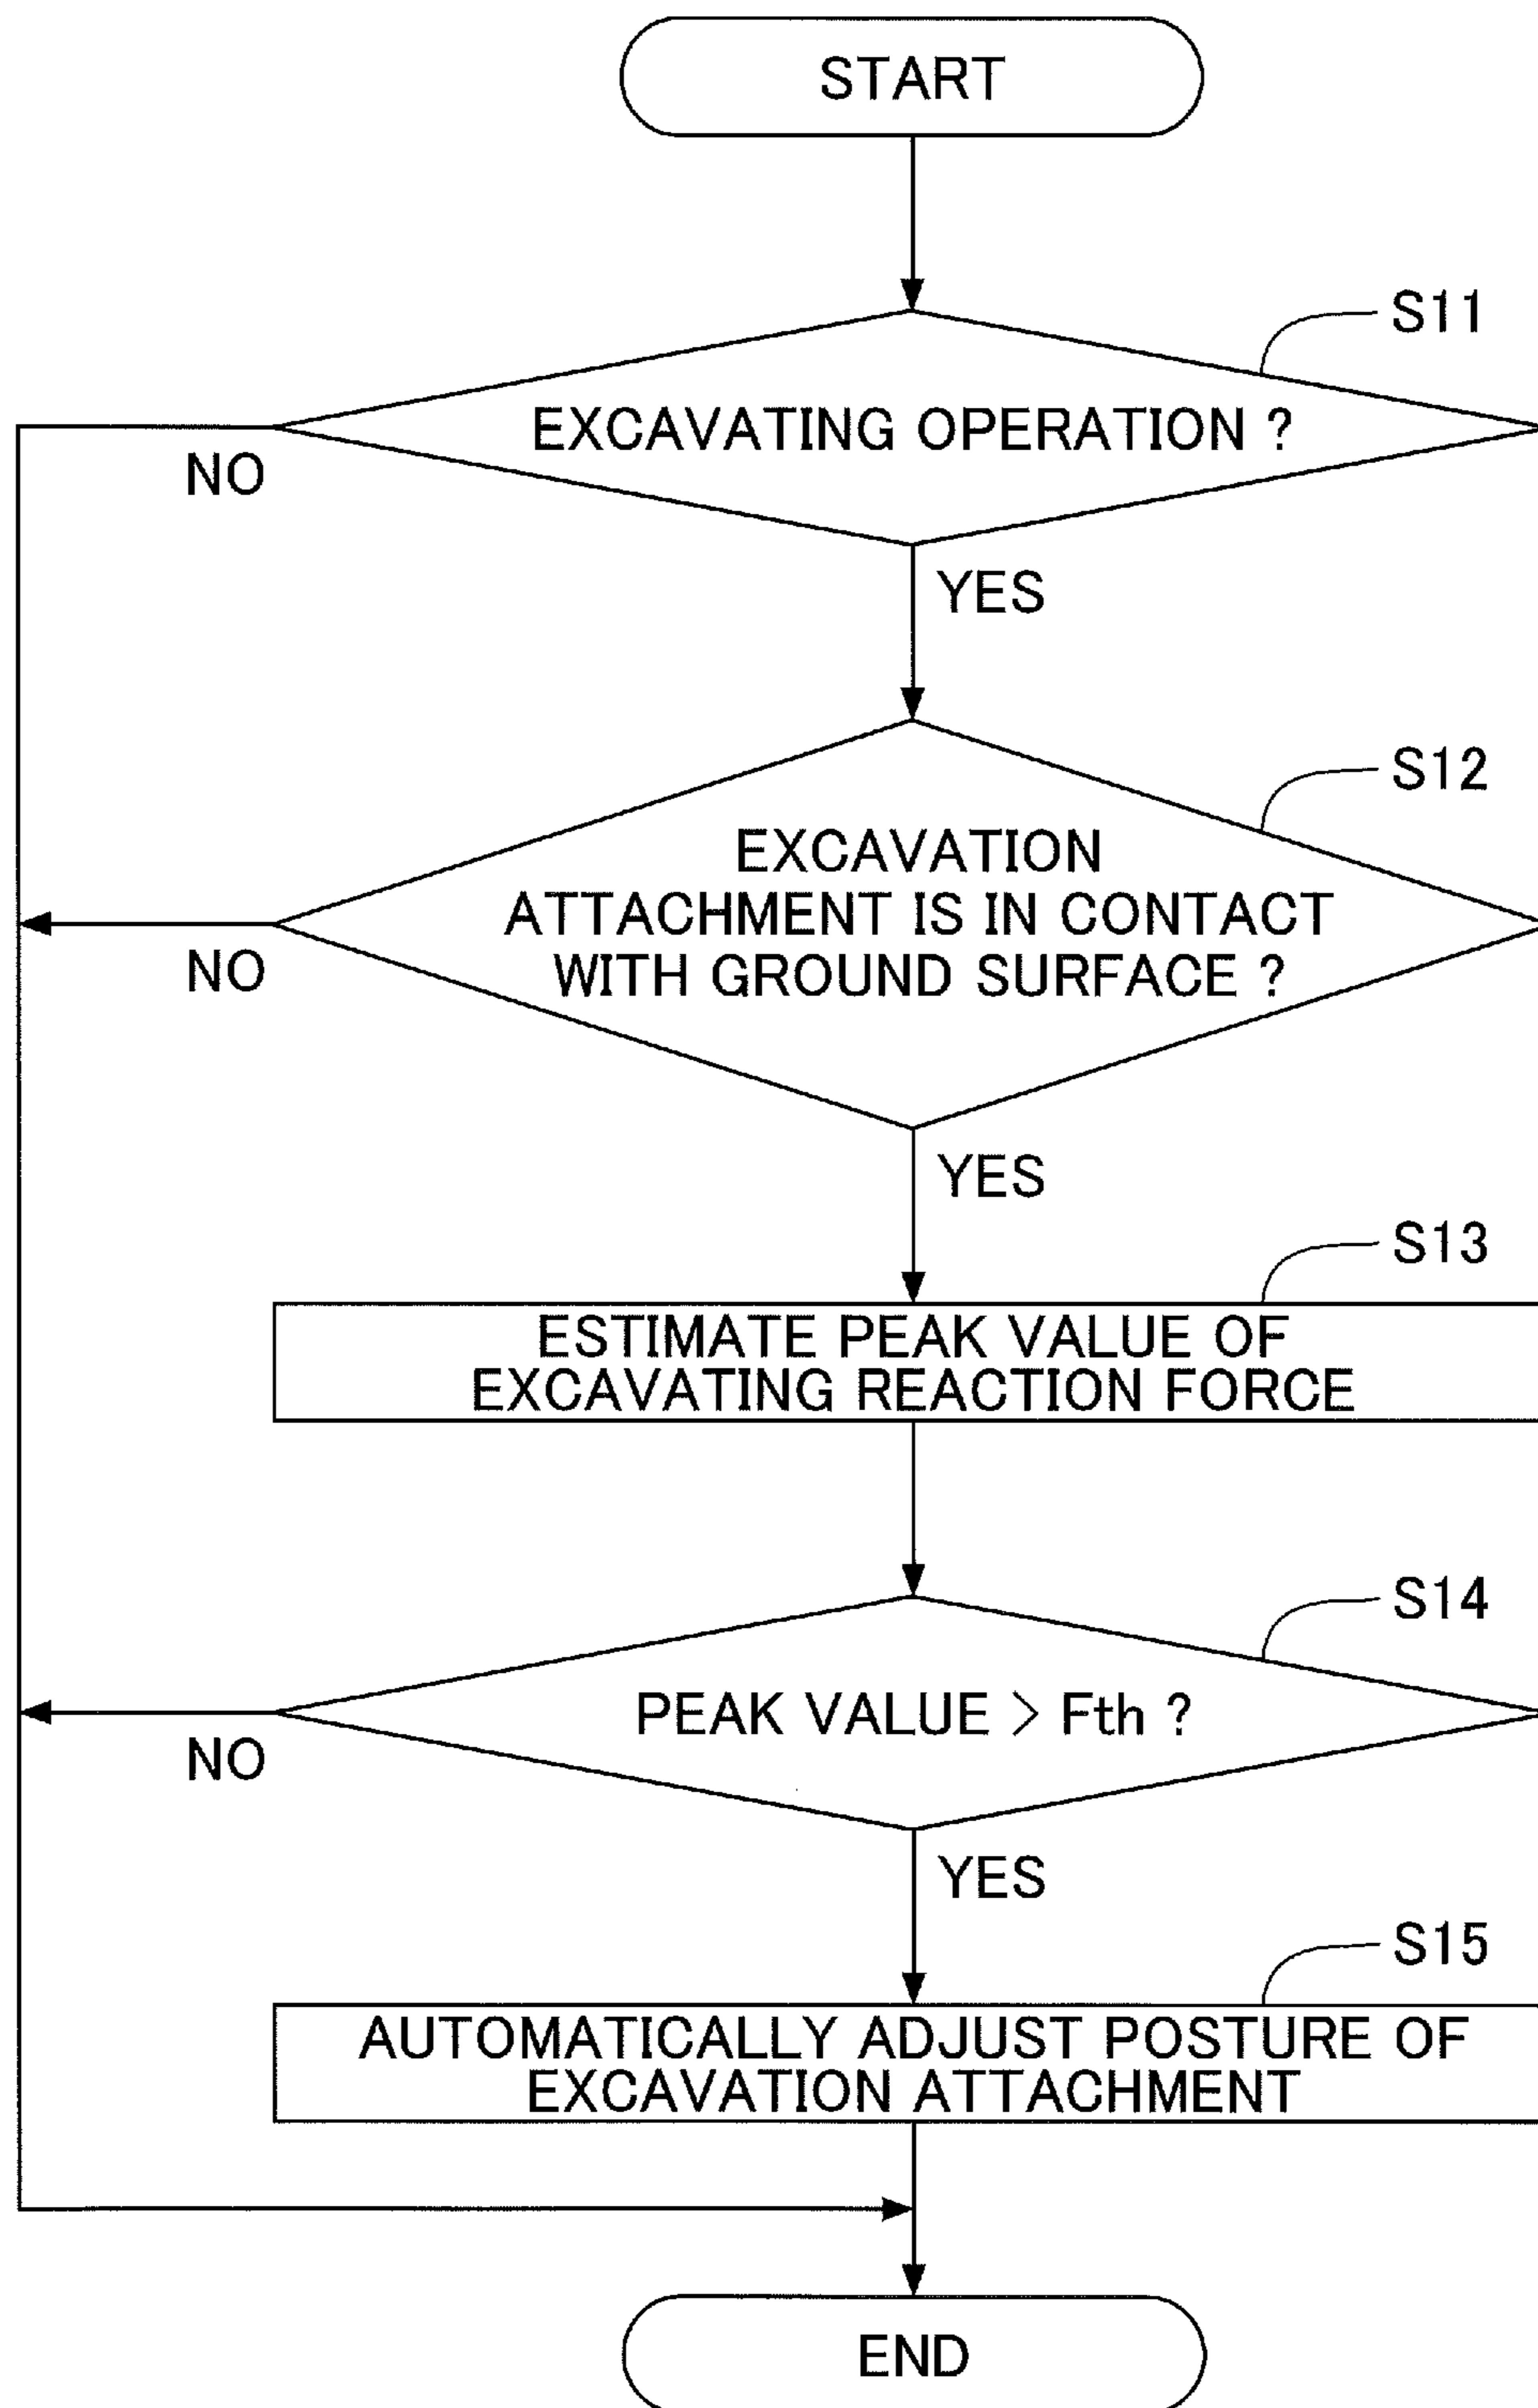 START
S11
EXCAVATING OPERATION ?
NO
YES
S12
EXCAVATION
ATTACHMENT IS IN CONTACT
WITH GROUND SURFACE ?
NO
YES
S13
ESTIMATE PEAK VALUE OF
EXCAVATING REACTION FORCE
S14
PEAK VALUE > Fth ?
NO
YES
S15
AUTOMATICALLY ADJUST POSTURE OF
EXCAVATION ATTACHMENT
END